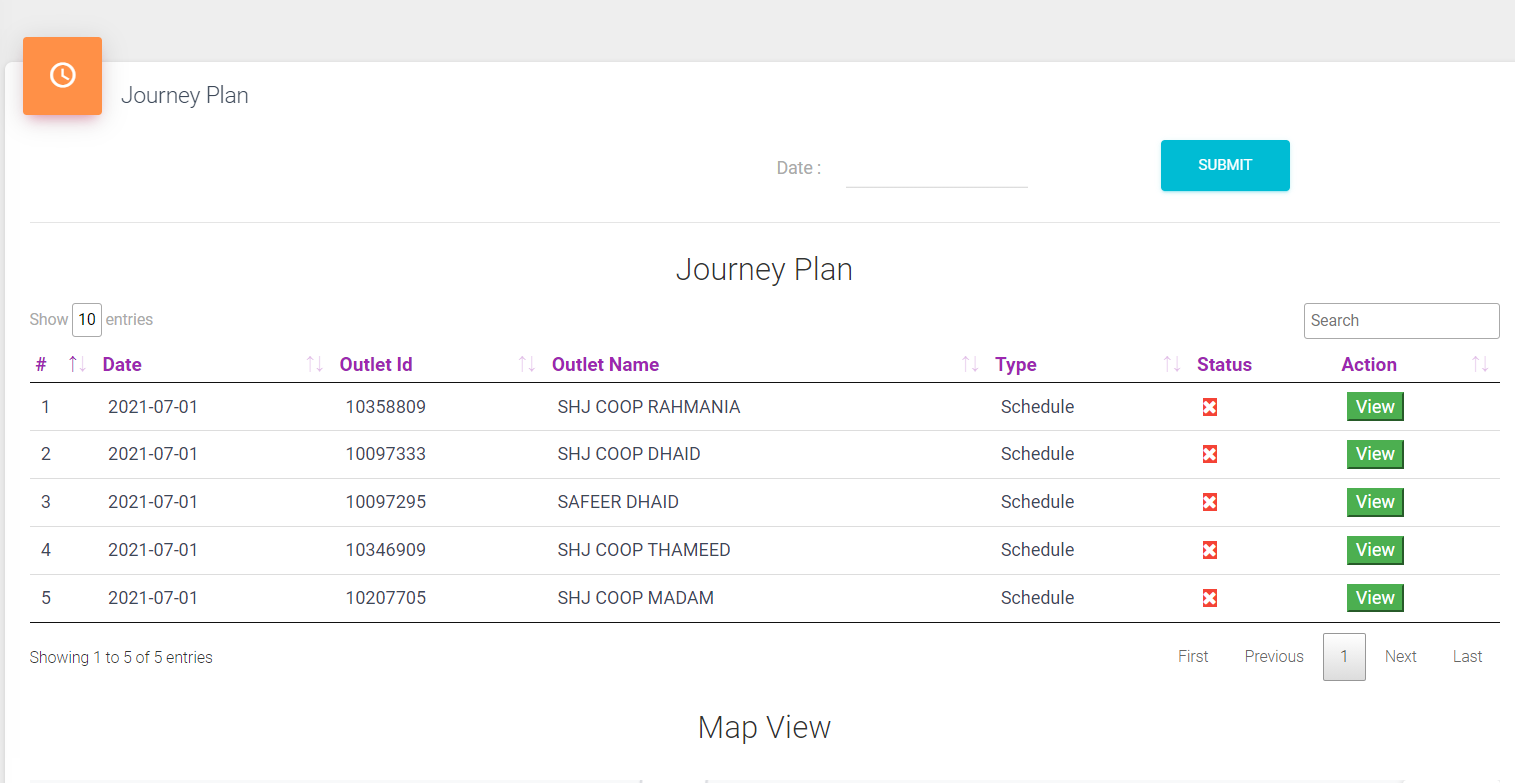 Journey Plan
Date :
SUBMIT
Journey Plan
Show 10 entries
Search
# Date Outlet Id Outlet Name Type Status Action
1 2021-07-01 10358809 SHJ COOP RAHMANIA Schedule View
2 2021-07-01 10097333 SHJ COOP DHAID Schedule View
3 2021-07-01 10097295 SAFEER DHAID Schedule View
4 2021-07-01 10346909 SHJ COOP THAMEED Schedule View
5 2021-07-01 10207705 SHJ COOP MADAM Schedule View
Showing 1 to 5 of 5 entries
First Previous 1 Next Last
Map View